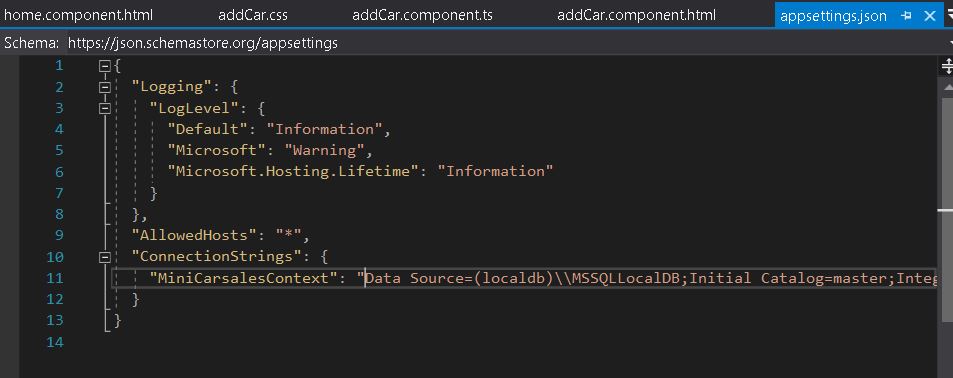 home.component.html addCar.css addCar.component.ts addCar.component.html appsettings.json
Schema: https://json.schemastore.org/appsettings
1 {
2 "Logging": {
3 "LogLevel": {
4 "Default": "Information",
5 "Microsoft": "Warning",
6 "Microsoft.Hosting.Lifetime": "Information"
7 }
8 },
9 "AllowedHosts": "*",
10 "ConnectionStrings": {
11 "MiniCarsalesContext": "Data Source=(localdb)\\MSSQLLocalDB;Initial Catalog=master;Integ
12 }
13 }
14